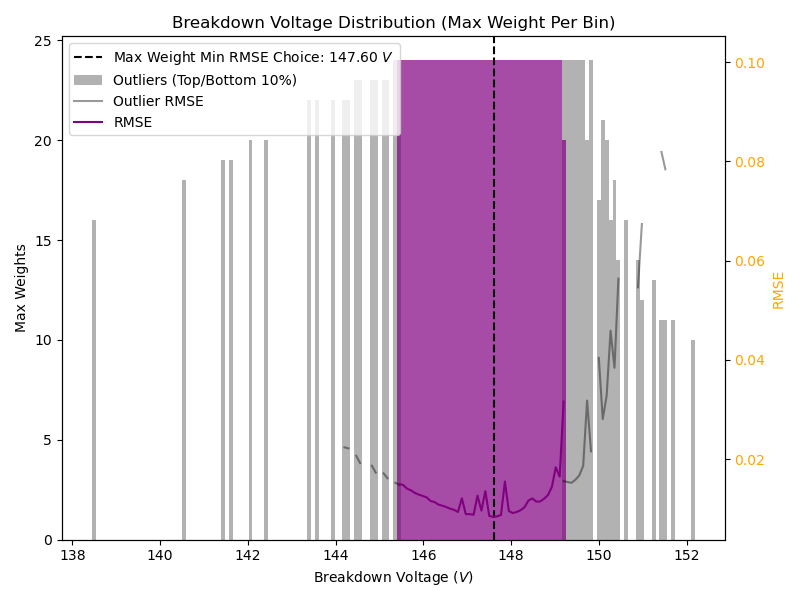 Breakdown Voltage Distribution (Max Weight Per Bin)
Max Weight Min RMSE Choice: 147.60 V
Outliers (Top/Bottom 10%)
Outlier RMSE
RMSE
Max Weights
25
20
15
10
5
0
0.10
0.08
0.06
0.04
0.02
RMSE
138 140 142 144 146 148 150 152
Breakdown Voltage (V)